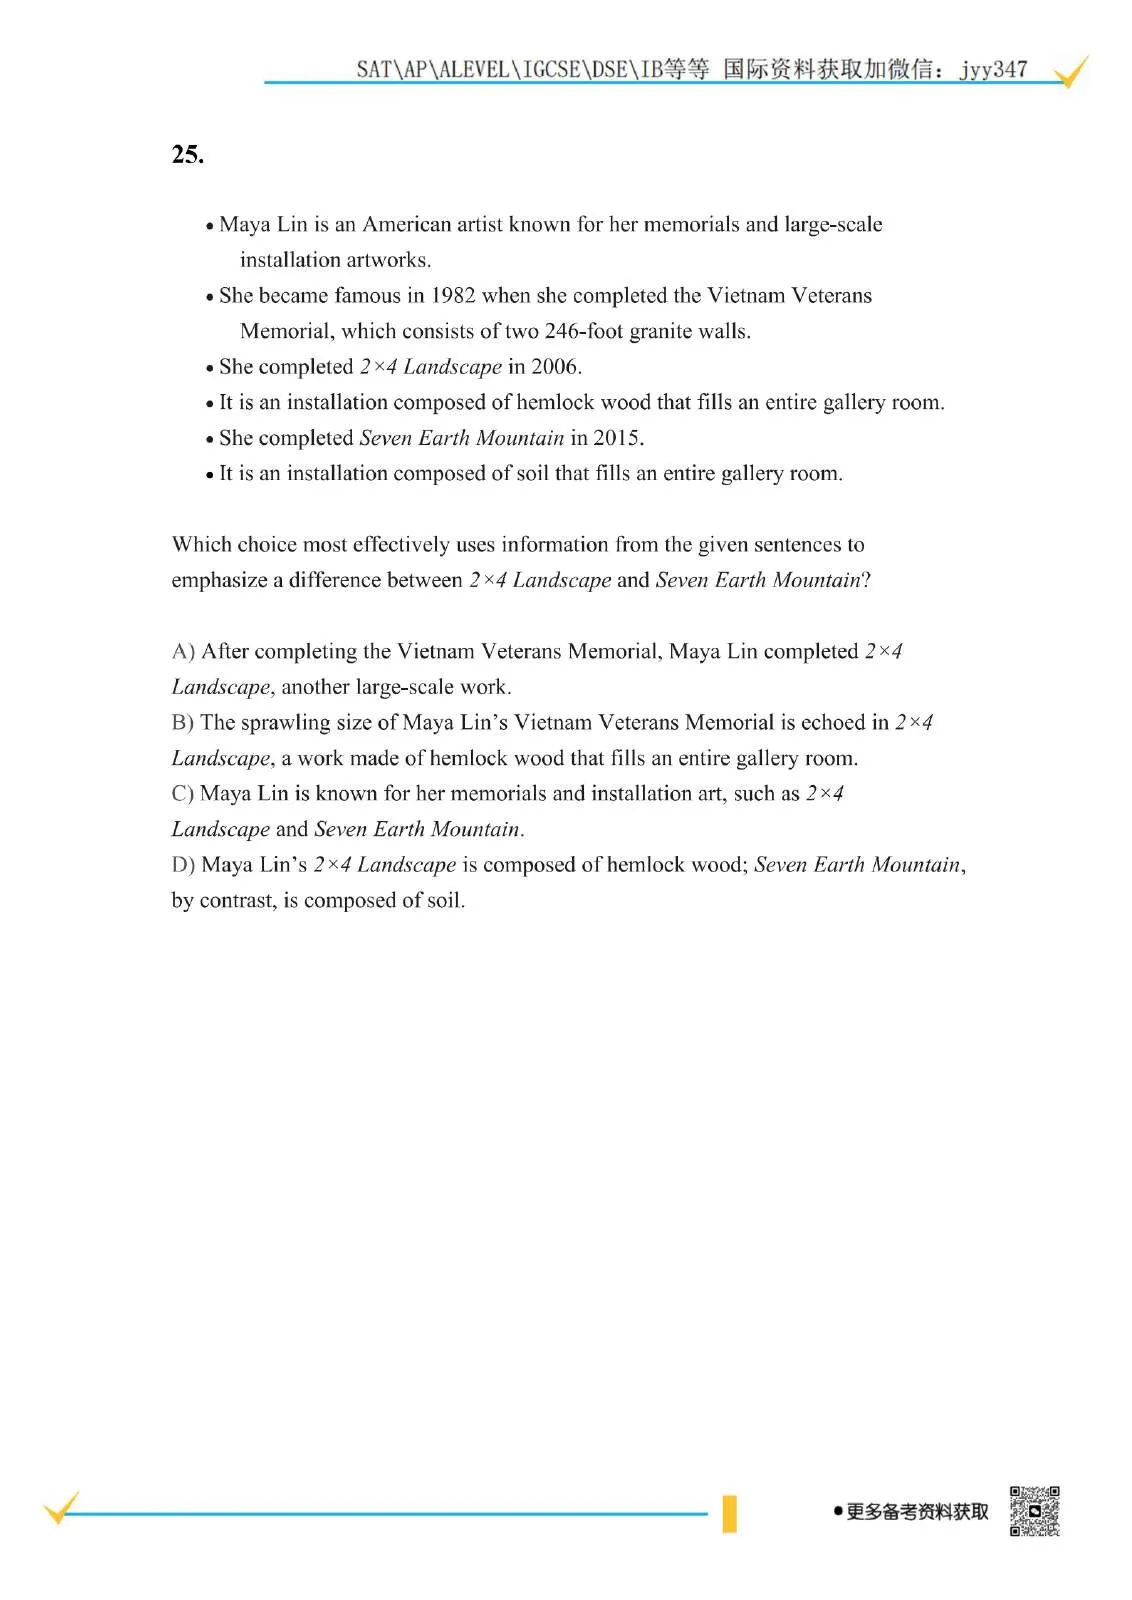 SAT\AP\ALEVEL\IGCSE\DSE\IB等等 国际资料获取加微信：jyy347
25.
• Maya Lin is an American artist known for her memorials and large-scale
installation artworks.
• She became famous in 1982 when she completed the Vietnam Veterans
Memorial, which consists of two 246-foot granite walls.
• She completed 2×4 Landscape in 2006.
• It is an installation composed of hemlock wood that fills an entire gallery room.
• She completed Seven Earth Mountain in 2015.
• It is an installation composed of soil that fills an entire gallery room.
Which choice most effectively uses information from the given sentences to
emphasize a difference between 2×4 Landscape and Seven Earth Mountain?
A) After completing the Vietnam Veterans Memorial, Maya Lin completed 2×4
Landscape, another large-scale work.
B) The sprawling size of Maya Lin’s Vietnam Veterans Memorial is echoed in 2×4
Landscape, a work made of hemlock wood that fills an entire gallery room.
C) Maya Lin is known for her memorials and installation art, such as 2×4
Landscape and Seven Earth Mountain.
D) Maya Lin’s 2×4 Landscape is composed of hemlock wood; Seven Earth Mountain,
by contrast, is composed of soil.
•更多备考资料获取